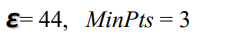 ε= 44, MinPts = 3